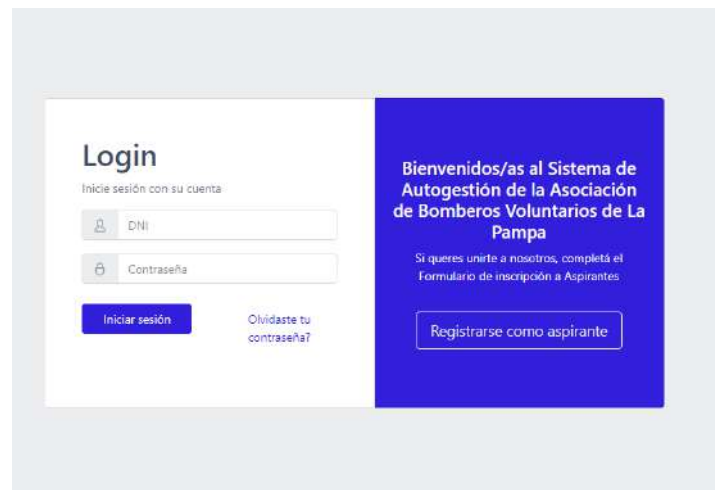 Login
Inicie sesión con su cuenta
DNI
Contraseña
Iniciar sesión
Olvidaste tu
contraseña?
Bienvenidos/as al Sistema de
Autogestión de la Asociación
de Bomberos Voluntarios de La
Pampa
Si queres unirte a nosotros, completá el
Formulario de inscripción a Aspirantes
Registrarse como aspirante